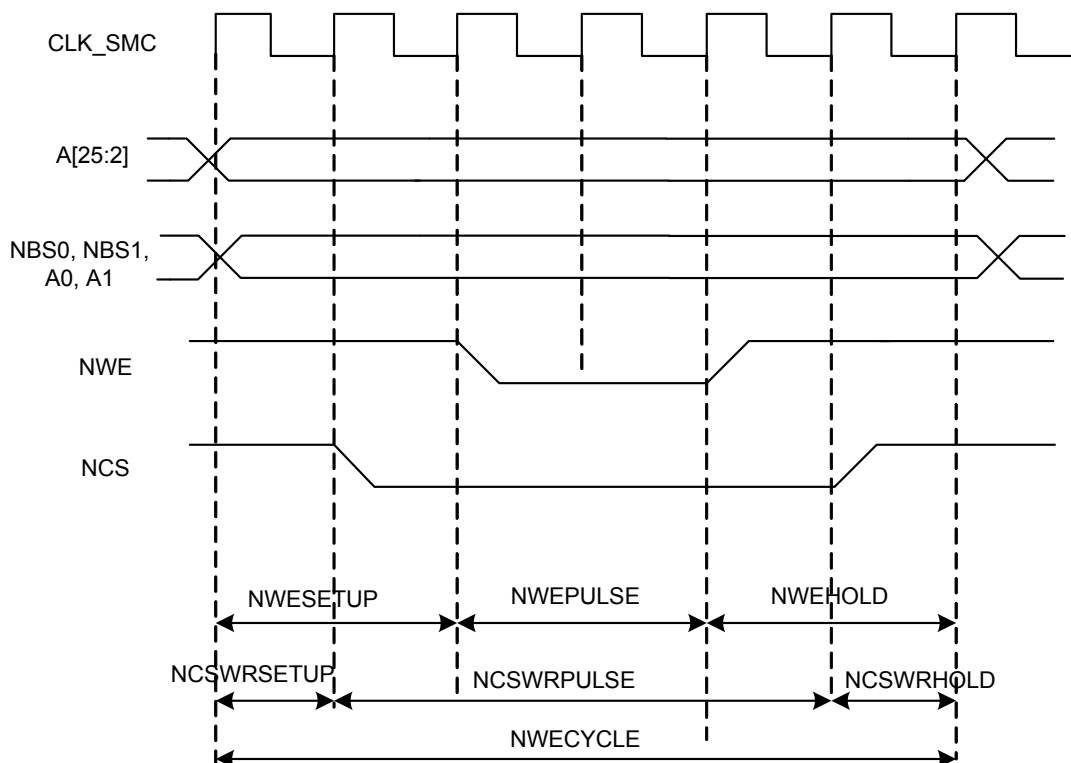 CLK_SMC
A[25:2]
NBS0, NBS1,
A0, A1
NWE
NCS
NWESETUP
NWEPULSE
NWEHOLD
NCSWRSETUP
NCSWRPULSE
NCSWRHOLD
NWECYCLE